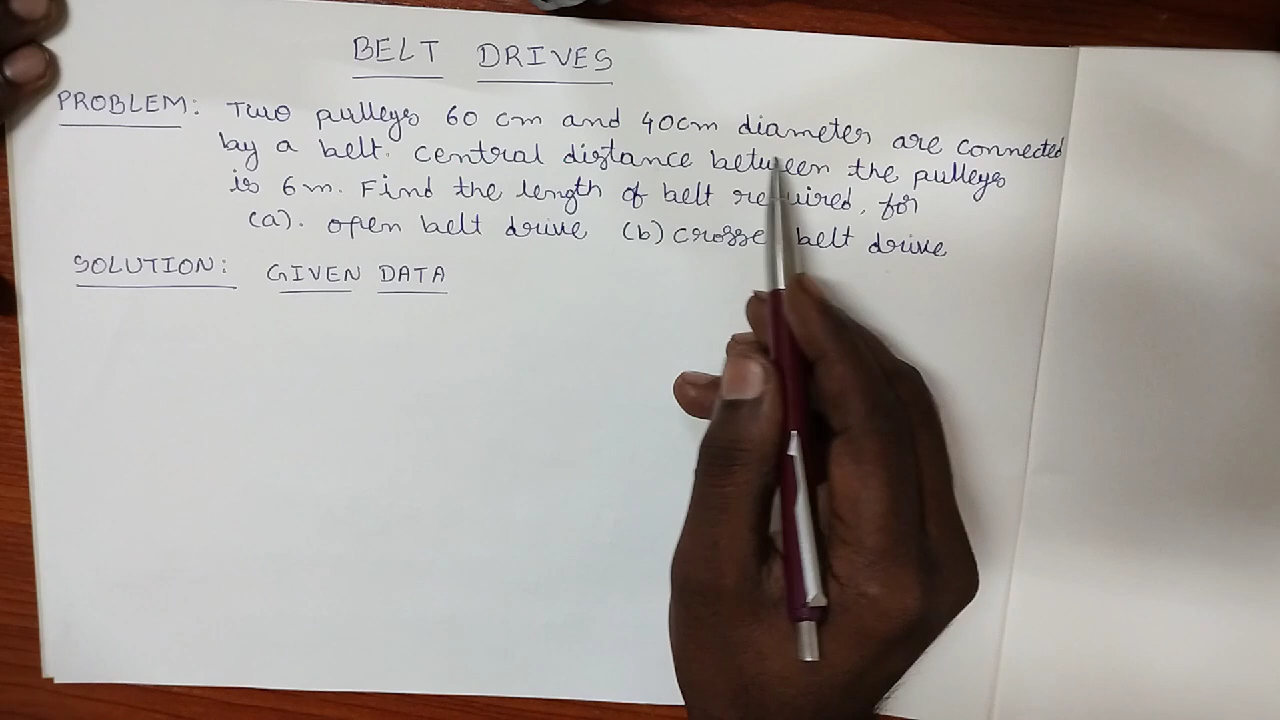 BELT DRIVES
PROBLEM: Two pulleys 60 cm and 40cm diameter are connected
by a belt. Central distance between the pulleys
is 6m. Find the length of belt required, for
(a). open belt drive (b) crosse belt drive
SOLUTION: GIVEN DATA